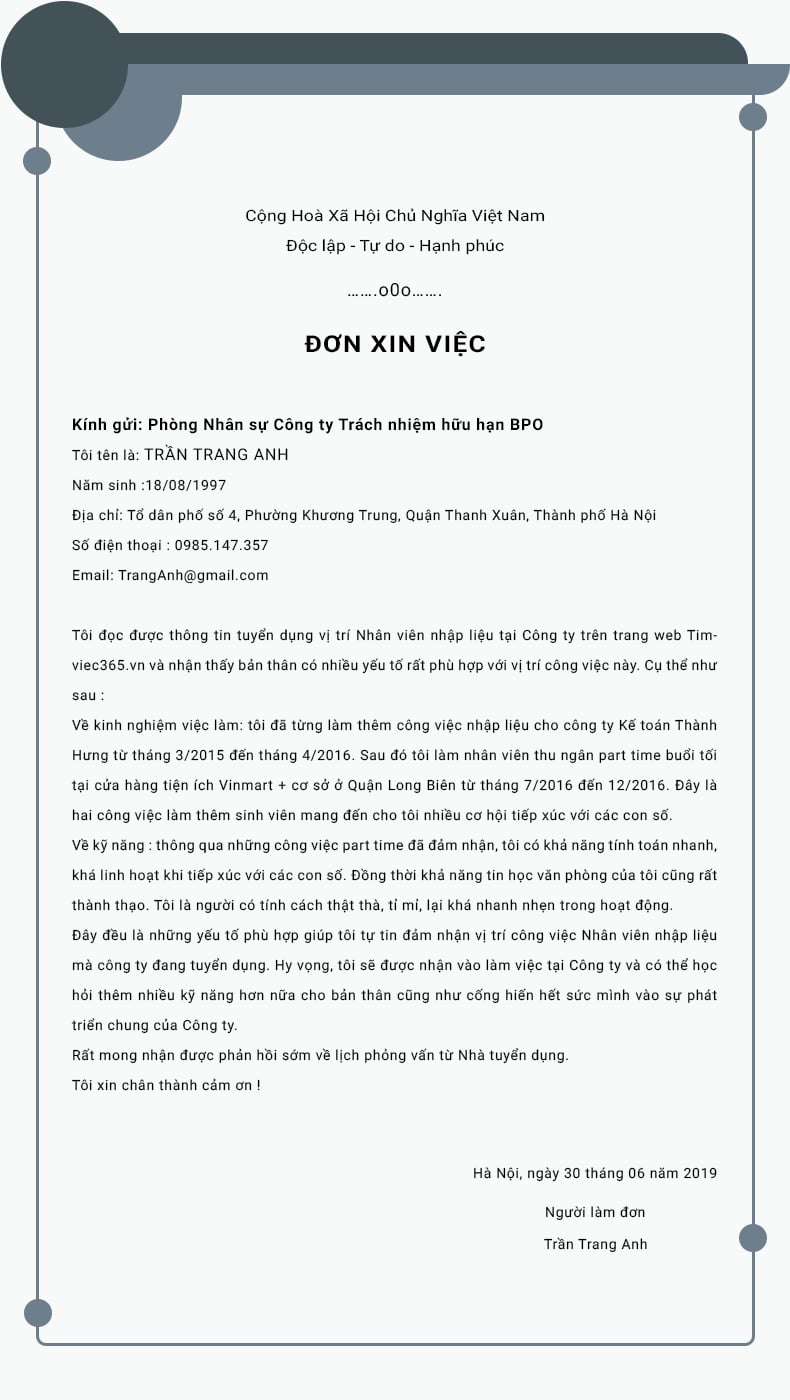 Cộng Hoà Xã Hội Chủ Nghĩa Việt Nam
Độc lập - Tự do - Hạnh phúc
…….o0o…….
ĐƠN XIN VIỆC
Kính gửi: Phòng Nhân sự Công ty Trách nhiệm hữu hạn BPO
Tôi tên là: TRẦN TRANG ANH
Năm sinh :18/08/1997
Địa chỉ: Tổ dân phố số 4, Phường Khương Trung, Quận Thanh Xuân, Thành phố Hà Nội
Số điện thoại : 0985.147.357
Email: TrangAnh@gmail.com
Tôi đọc được thông tin tuyển dụng vị trí Nhân viên nhập liệu tại Công ty trên trang web Tim-
viec365.vn và nhận thấy bản thân có nhiều yếu tố rất phù hợp với vị trí công việc này. Cụ thể như
sau :
Về kinh nghiệm việc làm: tôi đã từng làm thêm công việc nhập liệu cho công ty Kế toán Thành
Hưng từ tháng 3/2015 đến tháng 4/2016. Sau đó tôi làm nhân viên thu ngân part time buổi tối
tại cửa hàng tiện ích Vinmart + cơ sở ở Quận Long Biên từ tháng 7/2016 đến 12/2016. Đây là
hai công việc làm thêm sinh viên mang đến cho tôi nhiều cơ hội tiếp xúc với các con số.
Về kỹ năng : thông qua những công việc part time đã đảm nhận, tôi có khả năng tính toán nhanh,
khá linh hoạt khi tiếp xúc với các con số. Đồng thời khả năng tin học văn phòng của tôi cũng rất
thành thạo. Tôi là người có tính cách thật thà, tỉ mỉ, lại khá nhanh nhẹn trong hoạt động.
Đây đều là những yếu tố phù hợp giúp tôi tự tin đảm nhận vị trí công việc Nhân viên nhập liệu
mà công ty đang tuyển dụng. Hy vọng, tôi sẽ được nhận vào làm việc tại Công ty và có thể học
hỏi thêm nhiều kỹ năng hơn nữa cho bản thân cũng như cống hiến hết sức mình vào sự phát
triển chung của Công ty.
Rất mong nhận được phản hồi sớm về lịch phỏng vấn từ Nhà tuyển dụng.
Tôi xin chân thành cảm ơn !
Hà Nội, ngày 30 tháng 06 năm 2019
Người làm đơn
Trần Trang Anh